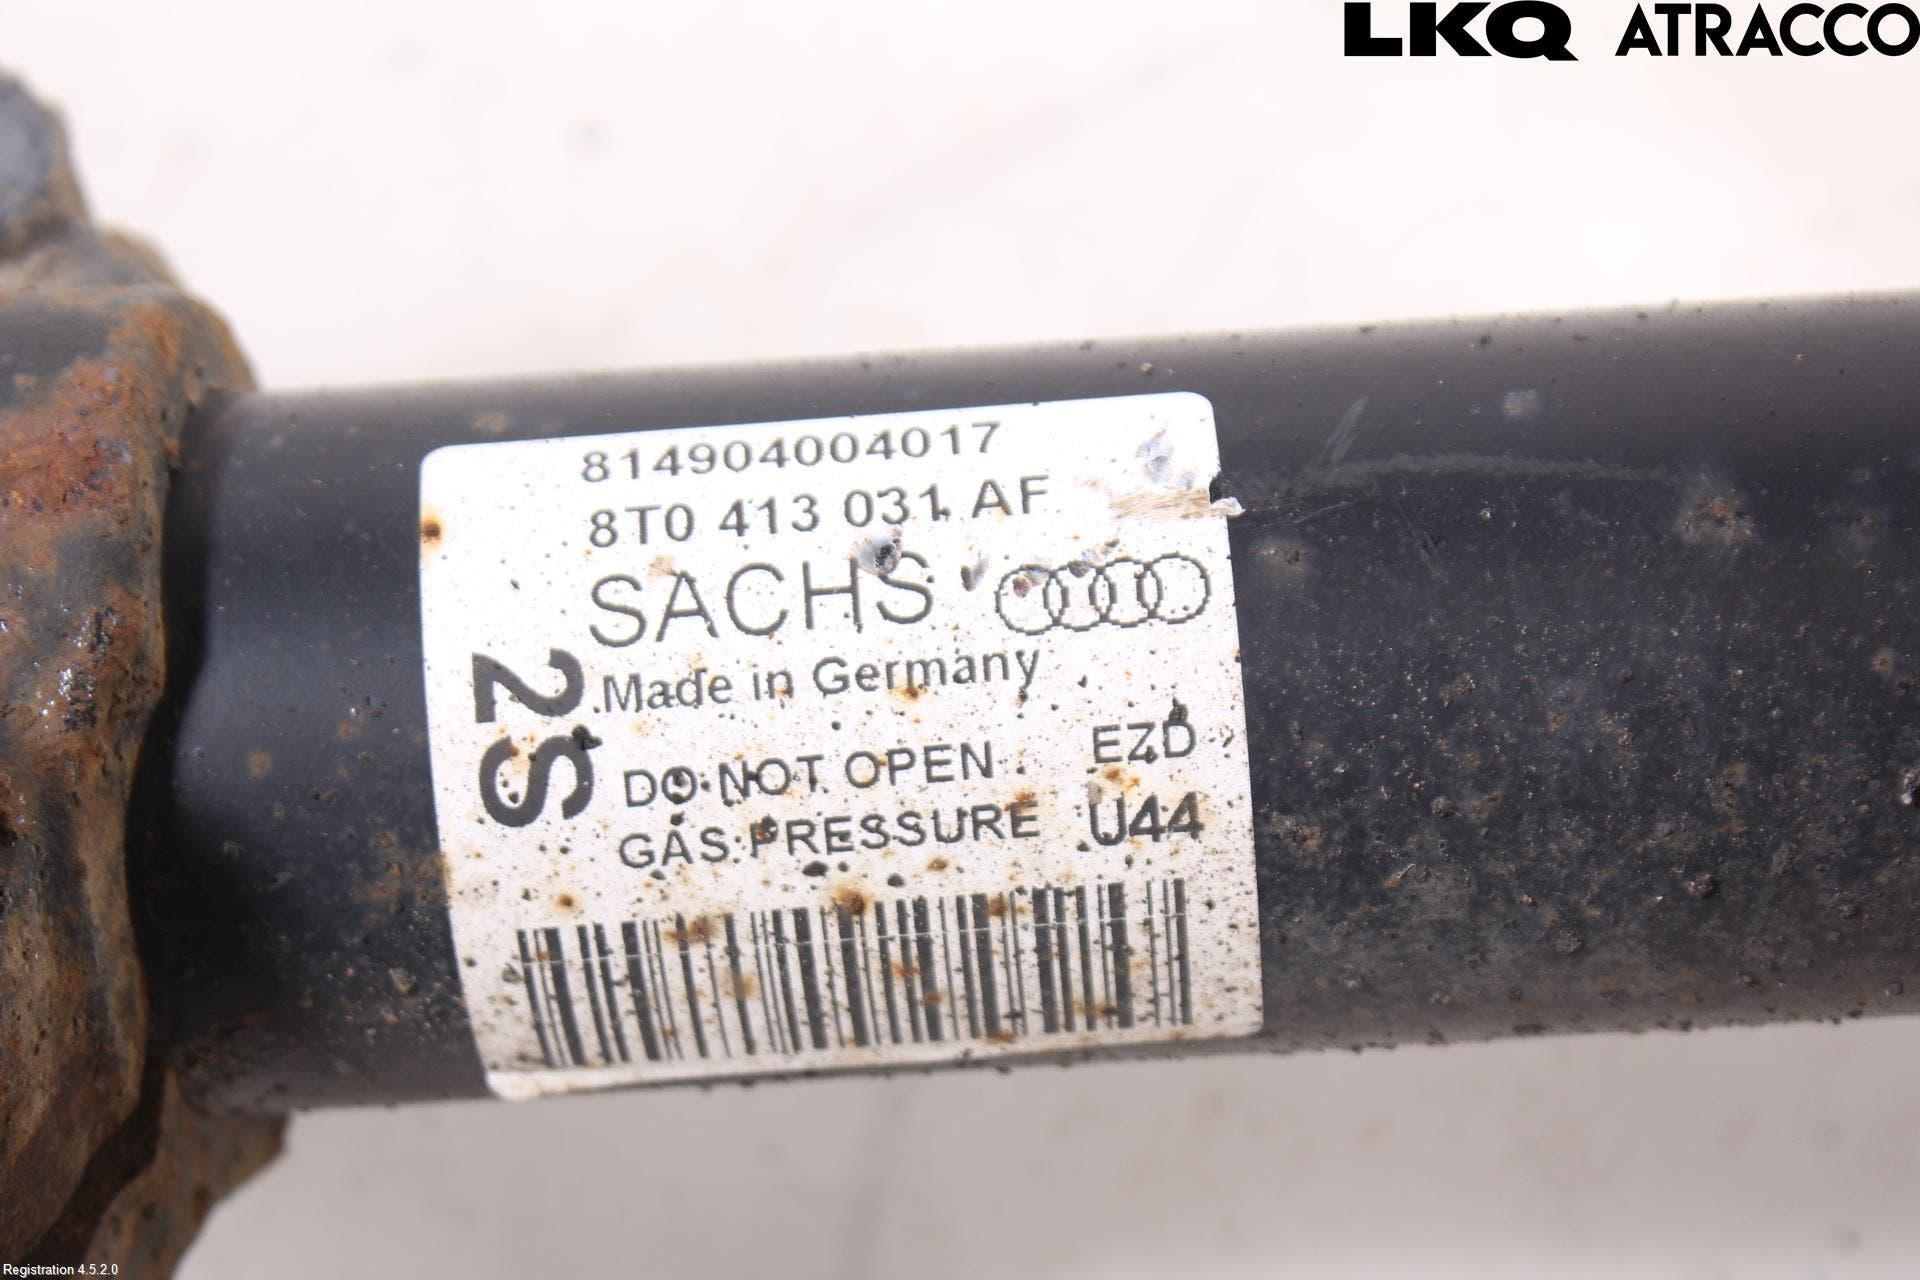 LKQ ATRACCO
814904004017
8T0 413 031 AF
SACHS
Made in Germany
S2
DO NOT OPEN EZD
GAS PRESSURE U44
Registration 4.5.2.0